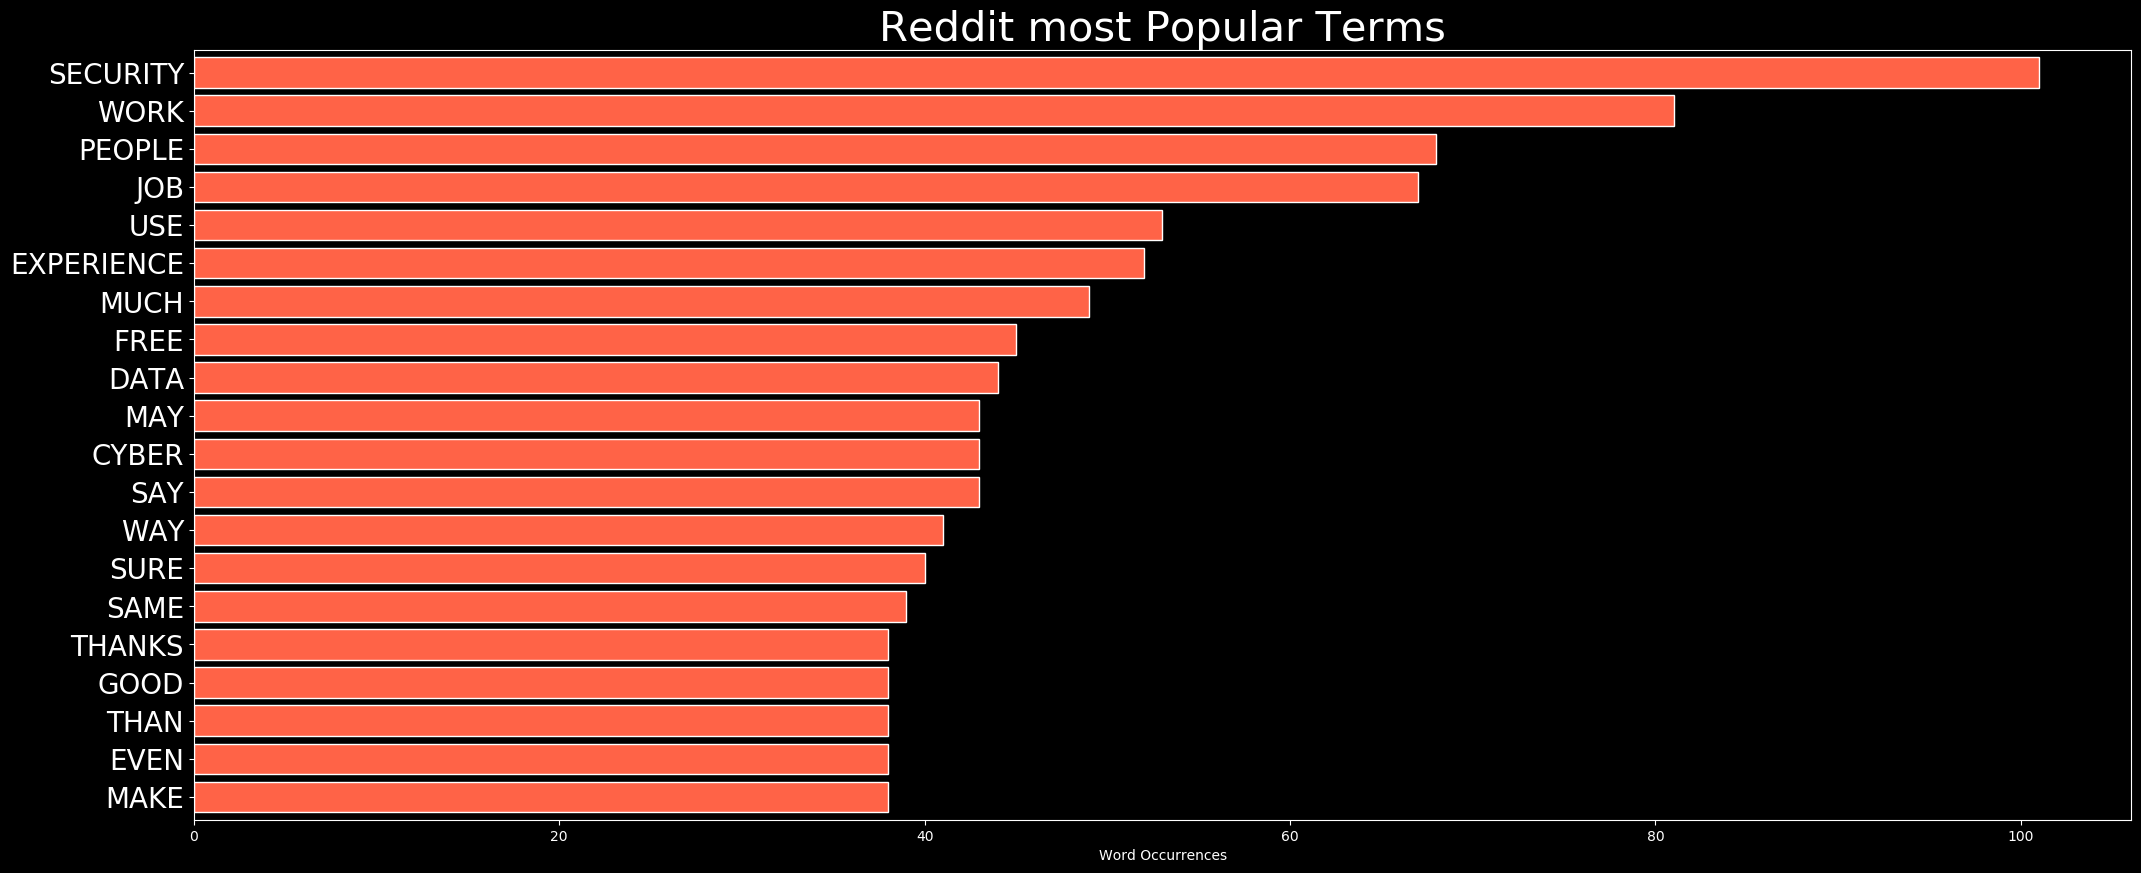 Reddit most Popular Terms
SECURITY
WORK
PEOPLE
JOB
USE
EXPERIENCE
MUCH
FREE
DATA
MAY
CYBER
SAY
WAY
SURE
SAME
THANKS
GOOD
THAN
EVEN
MAKE
0 20 40 60 80 100
Word Occurrences